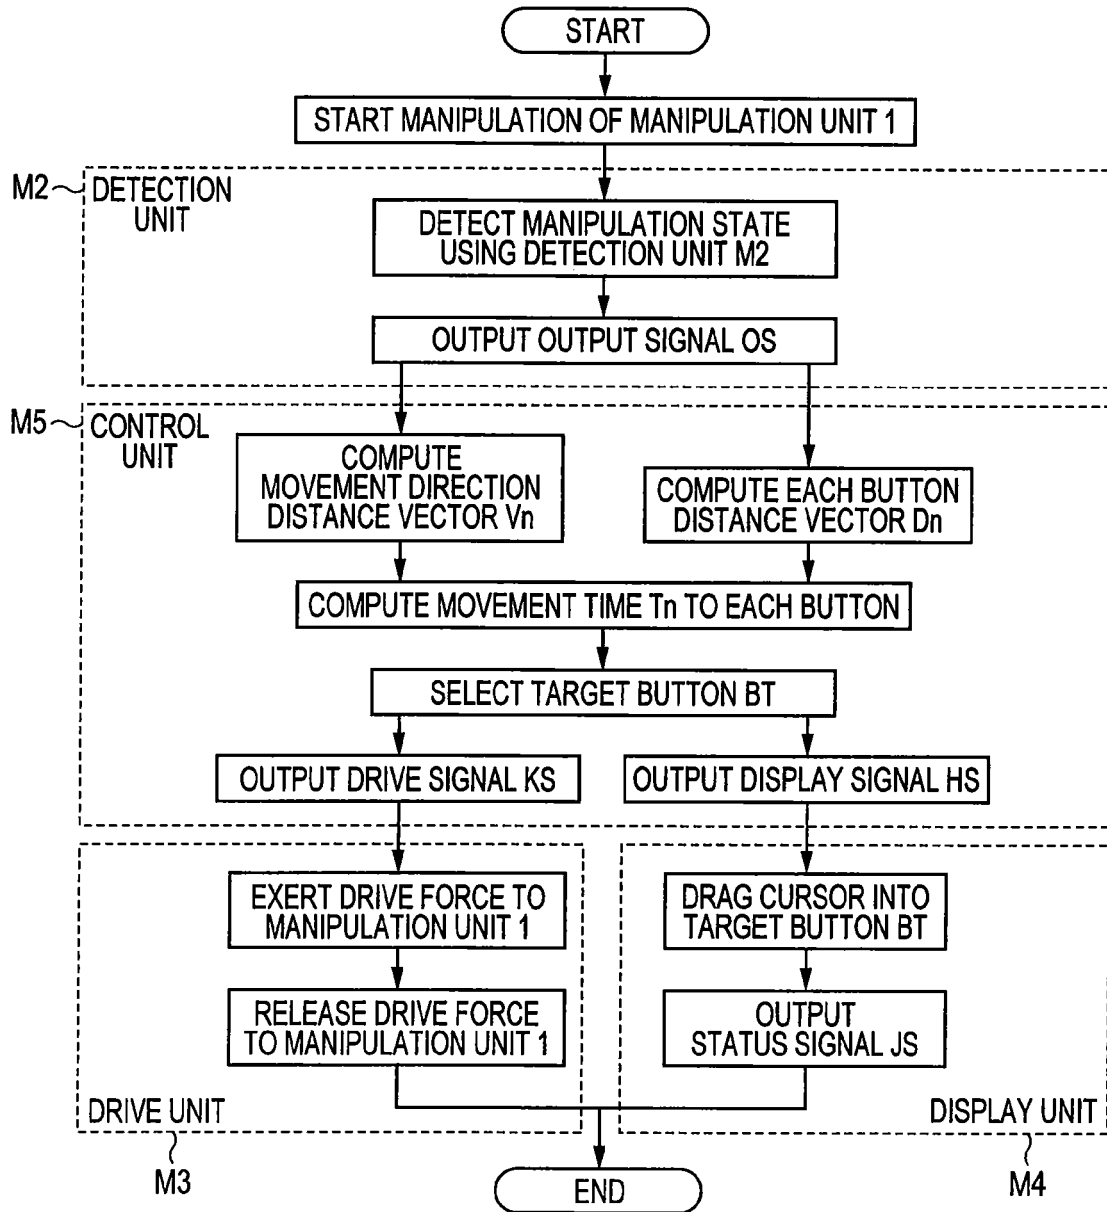 START
START MANIPULATION OF MANIPULATION UNIT 1
M2
DETECTION
UNIT
DETECT MANIPULATION STATE
USING DETECTION UNIT M2
OUTPUT OUTPUT SIGNAL OS
M5
CONTROL
UNIT
COMPUTE
MOVEMENT DIRECTION
DISTANCE VECTOR Vn
COMPUTE EACH BUTTON
DISTANCE VECTOR Dn
COMPUTE MOVEMENT TIME Tn TO EACH BUTTON
SELECT TARGET BUTTON BT
OUTPUT DRIVE SIGNAL KS
OUTPUT DISPLAY SIGNAL HS
EXERT DRIVE FORCE TO
MANIPULATION UNIT 1
DRAG CURSOR INTO
TARGET BUTTON BT
RELEASE DRIVE FORCE
TO MANIPULATION UNIT 1
OUTPUT
STATUS SIGNAL JS
DRIVE UNIT
DISPLAY UNIT
M3
M4
END